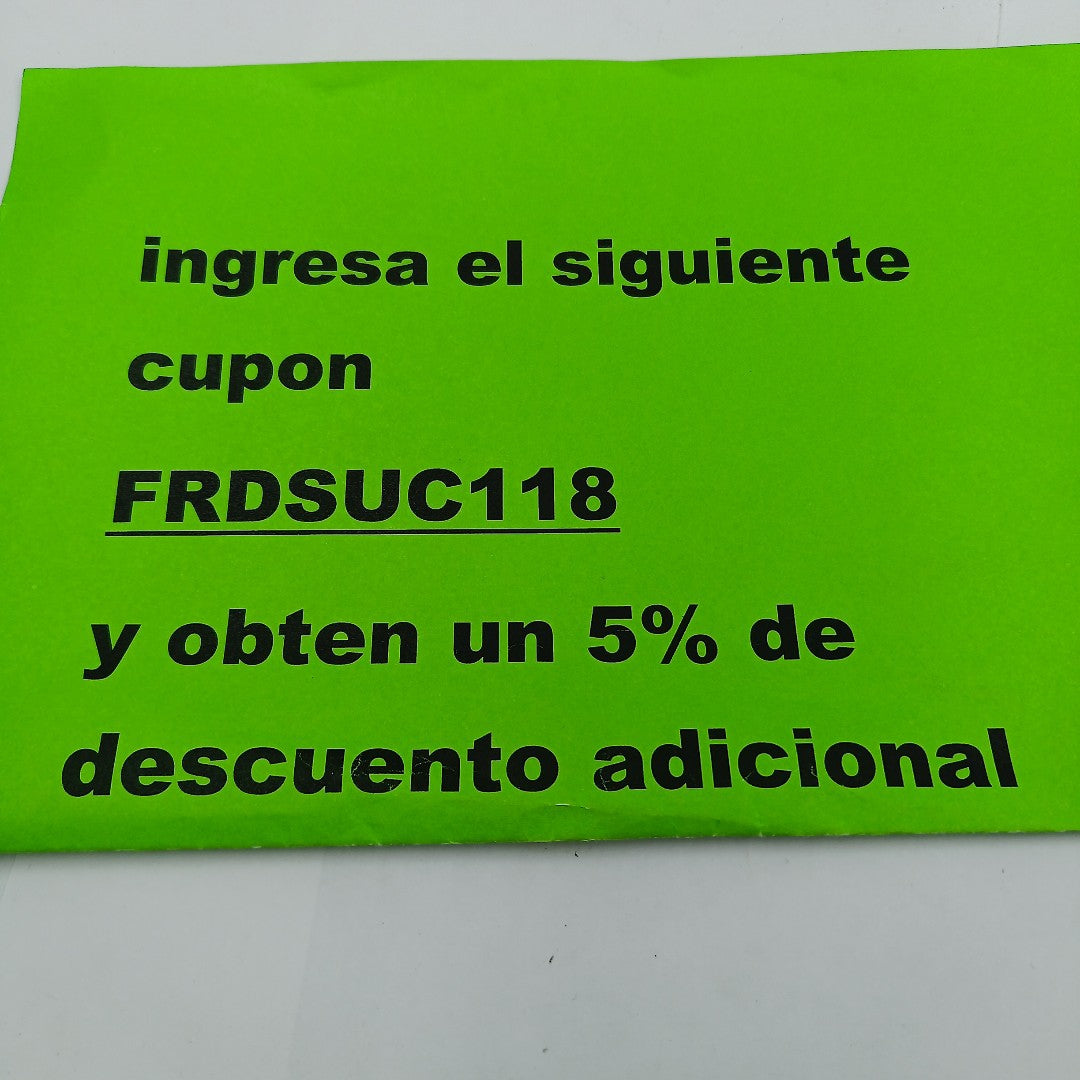 ingresa el siguiente
cupon
FRDSUC118
y obten un 5% de
descuento adicional